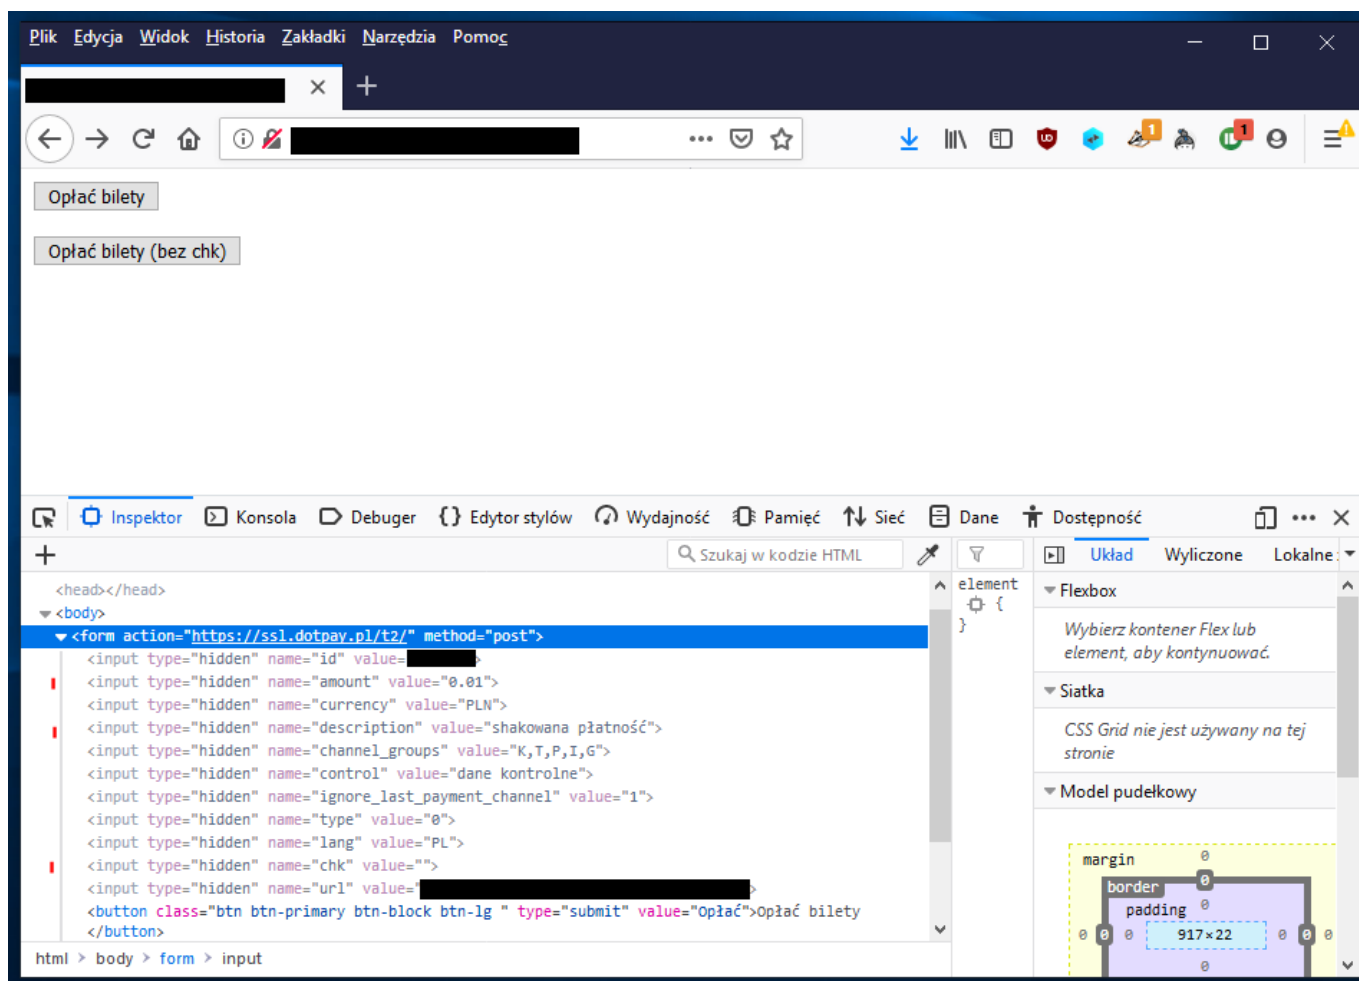 Plik Edycja Widok Historia Zakładki Narzędzia Pomoc
1 1
Opłać bilety
Opłać bilety (bez chk)
Inspektor Konsola Debuger Edytor stylów Wydajność Pamięć Sieć Dane Dostępność
Szukaj w kodzie HTML
Układ Wyliczone Lokalne
<head></head>
<body>
<form action="https://ssl.dotpay.pl/t2/" method="post">
<input type="hidden" name="id" value= >
<input type="hidden" name="amount" value="0.01">
<input type="hidden" name="currency" value="PLN">
<input type="hidden" name="description" value="shakowana płatność">
<input type="hidden" name="channel_groups" value="K,T,P,I,G">
<input type="hidden" name="control" value="dane kontrolne">
<input type="hidden" name="ignore_last_payment_channel" value="1">
<input type="hidden" name="type" value="0">
<input type="hidden" name="lang" value="PL">
<input type="hidden" name="chk" value="">
<input type="hidden" name="url" value=" >
<button class="btn btn-primary btn-block btn-lg " type="submit" value="Opłać">Opłać bilety
</button>
html > body > form > input
element
{
}
Flexbox
Wybierz kontener Flex lub
element, aby kontynuować.
Siatka
CSS Grid nie jest używany na tej
stronie
Model pudełkowy
margin 0
border 0
padding 0
0 0 0 917×22 0 0 0
0